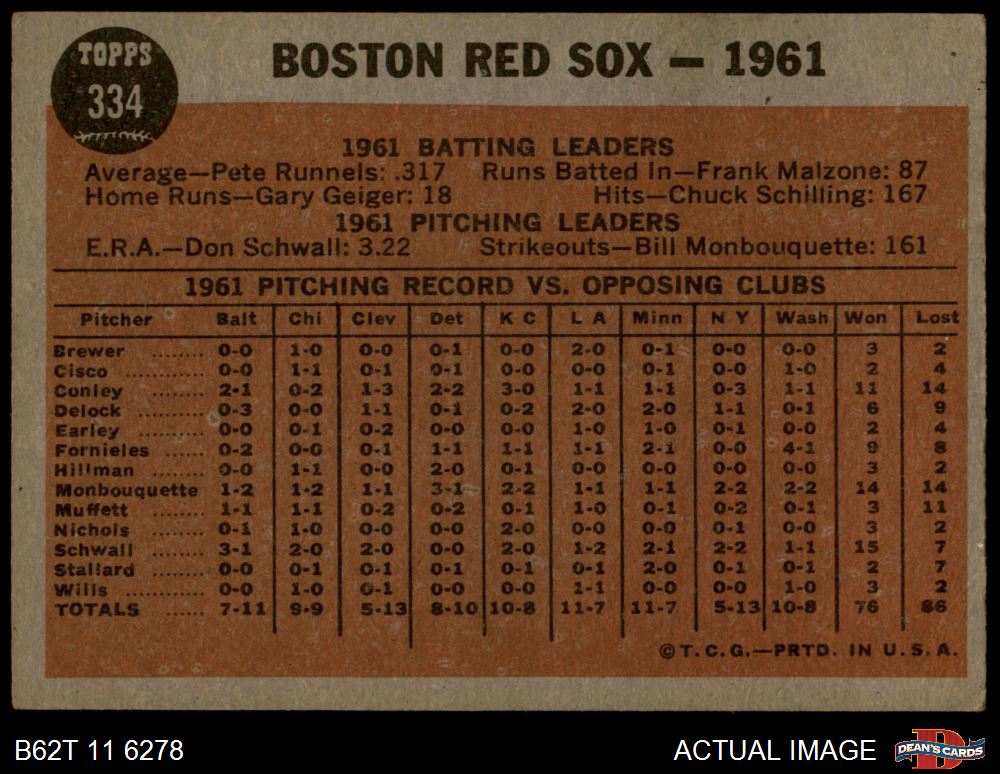 TOPPS
334
BOSTON RED SOX — 1961
1961 BATTING LEADERS
Average—Pete Runnels: .317 Runs Batted In—Frank Malzone: 87
Home Runs—Gary Geiger: 18 Hits—Chuck Schilling: 167
1961 PITCHING LEADERS
E.R.A.—Don Schwall: 3.22 Strikeouts—Bill Monbouquette: 161
1961 PITCHING RECORD VS. OPPOSING CLUBS
Pitcher Balt Chi Clev Det K C L A Minn N Y Wash Won Lost
Brewer ........ 0-0 1-0 0-0 0-1 0-0 2-0 0-1 0-0 0-0 3 2
Cisco ............ 0-0 1-1 0-1 0-1 0-0 0-0 0-1 0-0 1-0 2 4
Conley .......... 2-1 0-2 1-3 2-2 3-0 1-1 1-1 0-3 1-1 11 14
Delock .......... 0-3 0-0 1-1 0-1 0-2 2-0 2-0 1-1 0-1 6 9
Earley .......... 0-0 0-1 0-2 0-0 0-0 1-0 1-0 0-1 0-0 2 4
Fornieles ...... 0-2 0-0 0-1 1-1 1-1 1-1 2-1 0-0 4-1 9 8
Hillman ........ 0-0 1-1 0-0 2-0 0-1 0-0 0-0 0-0 0-0 3 2
Monbouquette 1-2 1-2 1-1 3-1 2-2 1-1 1-1 2-2 2-2 14 14
Muffett ........ 1-1 1-1 0-2 0-2 0-1 1-0 0-1 0-2 0-1 3 11
Nichols ........ 0-1 1-0 0-0 0-0 2-0 0-0 0-0 0-1 0-0 3 2
Schwall ........ 3-1 2-0 2-0 0-0 2-0 1-2 2-1 2-2 1-1 15 7
Stallard ........ 0-0 0-1 0-1 0-1 0-1 0-1 2-0 0-1 0-1 2 7
Wills ............ 0-0 1-0 0-1 0-0 0-0 1-1 0-0 0-0 1-0 3 2
TOTALS ...... 7-11 9-9 5-13 8-10 10-8 11-7 11-7 5-13 10-8 76 86
©T.C.G.—PRTD. IN U.S.A.
B62T 11 6278 ACTUAL IMAGE D DEAN'S CARDS